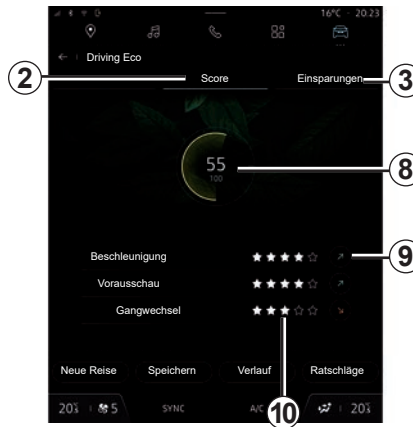 16°C · 20:23
← Driving Eco
2 Score Einsparungen 3
55
100
8
Beschleunigung 9
Vorausschau
Gangwechsel
10
Neue Reise Speichern Verlauf Ratschläge
20 5 SYNC A/C 20